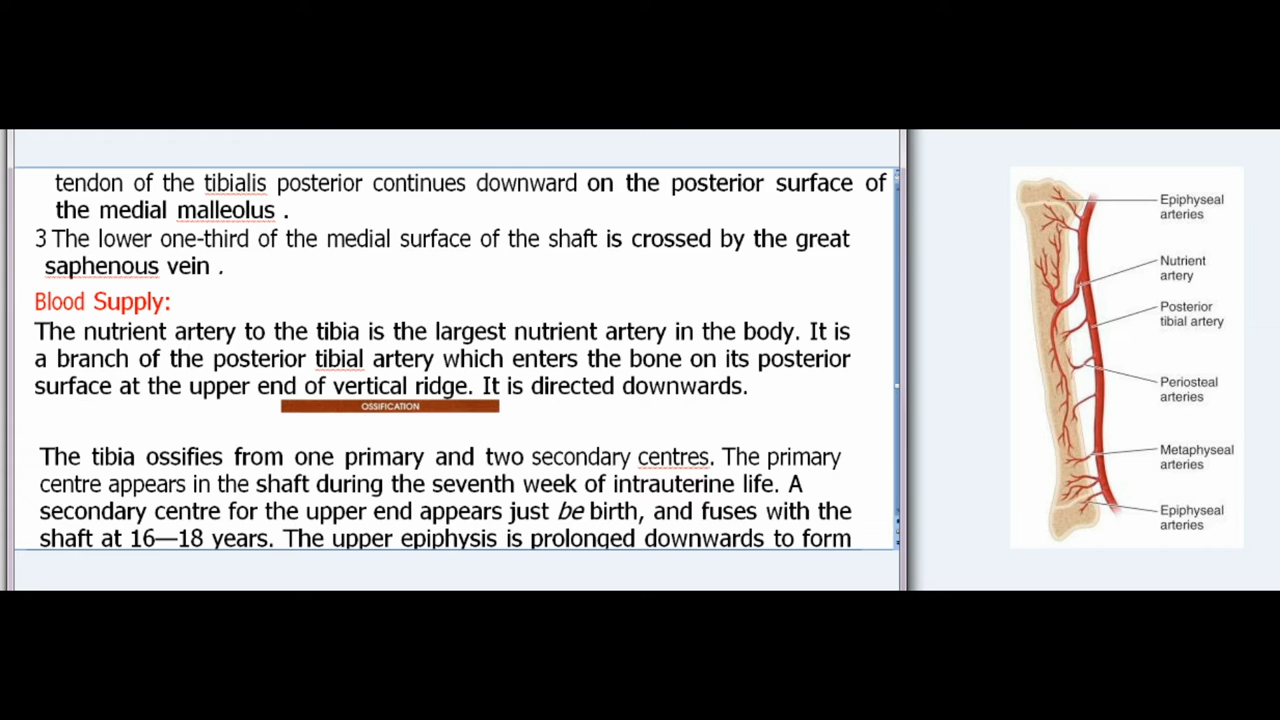 tendon of the tibialis posterior continues downward on the posterior surface of
the medial malleolus .
3 The lower one-third of the medial surface of the shaft is crossed by the great
saphenous vein .
Blood Supply:
The nutrient artery to the tibia is the largest nutrient artery in the body. It is
a branch of the posterior tibial artery which enters the bone on its posterior
surface at the upper end of vertical ridge. It is directed downwards.
OSSIFICATION
The tibia ossifies from one primary and two secondary centres. The primary
centre appears in the shaft during the seventh week of intrauterine life. A
secondary centre for the upper end appears just be birth, and fuses with the
shaft at 16—18 years. The upper epiphysis is prolonged downwards to form
Epiphyseal
arteries
Nutrient
artery
Posterior
tibial artery
Periosteal
arteries
Metaphyseal
arteries
Epiphyseal
arteries